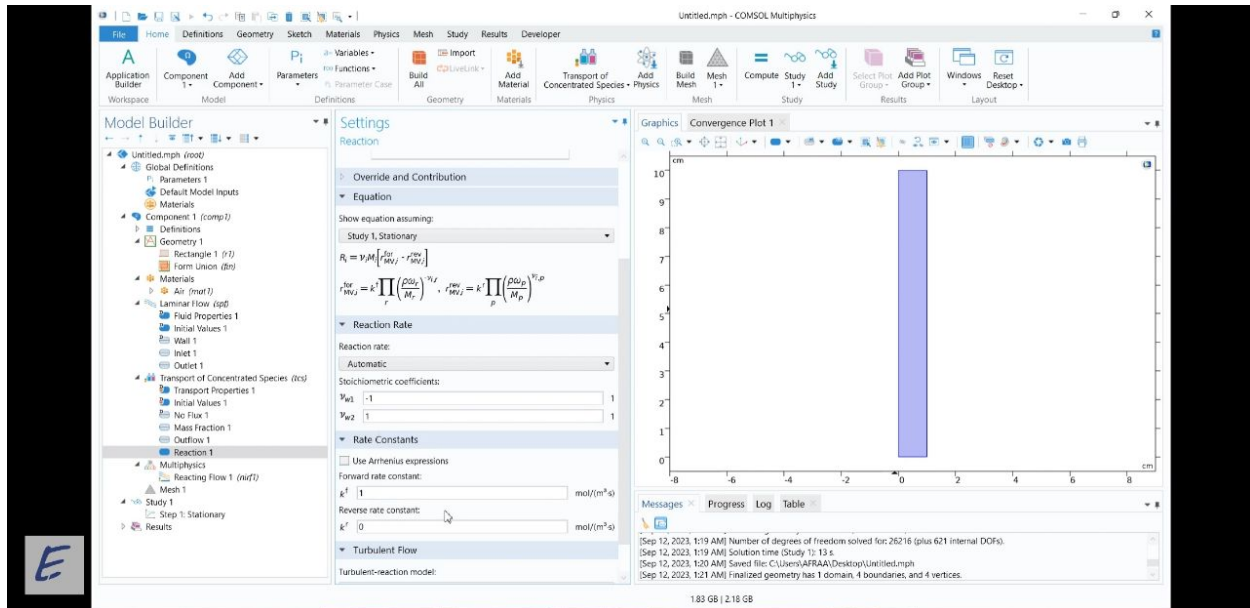 Untitled.mph - COMSOL Multiphysics
File Home Definitions Geometry Sketch Materials Physics Mesh Study Results Developer
Application Builder
Component 1
Add Component
Parameters
a= Variables
f(x) Functions
Pi Parameter Case
Build All
Import
LiveLink
Add Material
Transport of Concentrated Species
Add Physics
Build Mesh
Mesh 1
Compute
Study 1
Add Study
Select Plot Group
Add Plot Group
Windows
Reset Desktop
Workspace Model Definitions Geometry Materials Physics Mesh Study Results Layout
Model Builder
Untitled.mph (root)
Global Definitions
Pi Parameters 1
Default Model Inputs
Materials
Component 1 (comp1)
Definitions
Geometry 1
Rectangle 1 (r1)
Form Union (fin)
Materials
Air (mat1)
Laminar Flow (spf)
Fluid Properties 1
Initial Values 1
Wall 1
Inlet 1
Outlet 1
Transport of Concentrated Species (tcs)
Transport Properties 1
Initial Values 1
No Flux 1
Mass Fraction 1
Outflow 1
Reaction 1
Multiphysics
Reacting Flow 1 (nirf1)
Mesh 1
Study 1
Step 1: Stationary
Results
Settings
Reaction
Override and Contribution
Equation
Show equation assuming:
Study 1, Stationary
Reaction Rate
Reaction rate:
Automatic
Stoichiometric coefficients:
νw1 -1 1
νw2 1 1
Rate Constants
Use Arrhenius expressions
Forward rate constant:
k^f 1 mol/(m³·s)
Reverse rate constant:
k^r 0 mol/(m³·s)
Turbulent Flow
Turbulent-reaction model:
Graphics Convergence Plot 1
cm
10
9
8
7
6
5
4
3
2
1
0
-8 -6 -4 -2 0 2 4 6 8
cm
Messages Progress Log Table
[Sep 12, 2023, 1:19 AM] Number of degrees of freedom solved for: 26216 (plus 621 internal DOFs).
[Sep 12, 2023, 1:19 AM] Solution time (Study 1): 13 s.
[Sep 12, 2023, 1:20 AM] Saved file: C:\Users\AFRAA\Desktop\Untitled.mph
[Sep 12, 2023, 1:21 AM] Finalized geometry has 1 domain, 4 boundaries, and 4 vertices.
1.83 GB | 2.18 GB
E